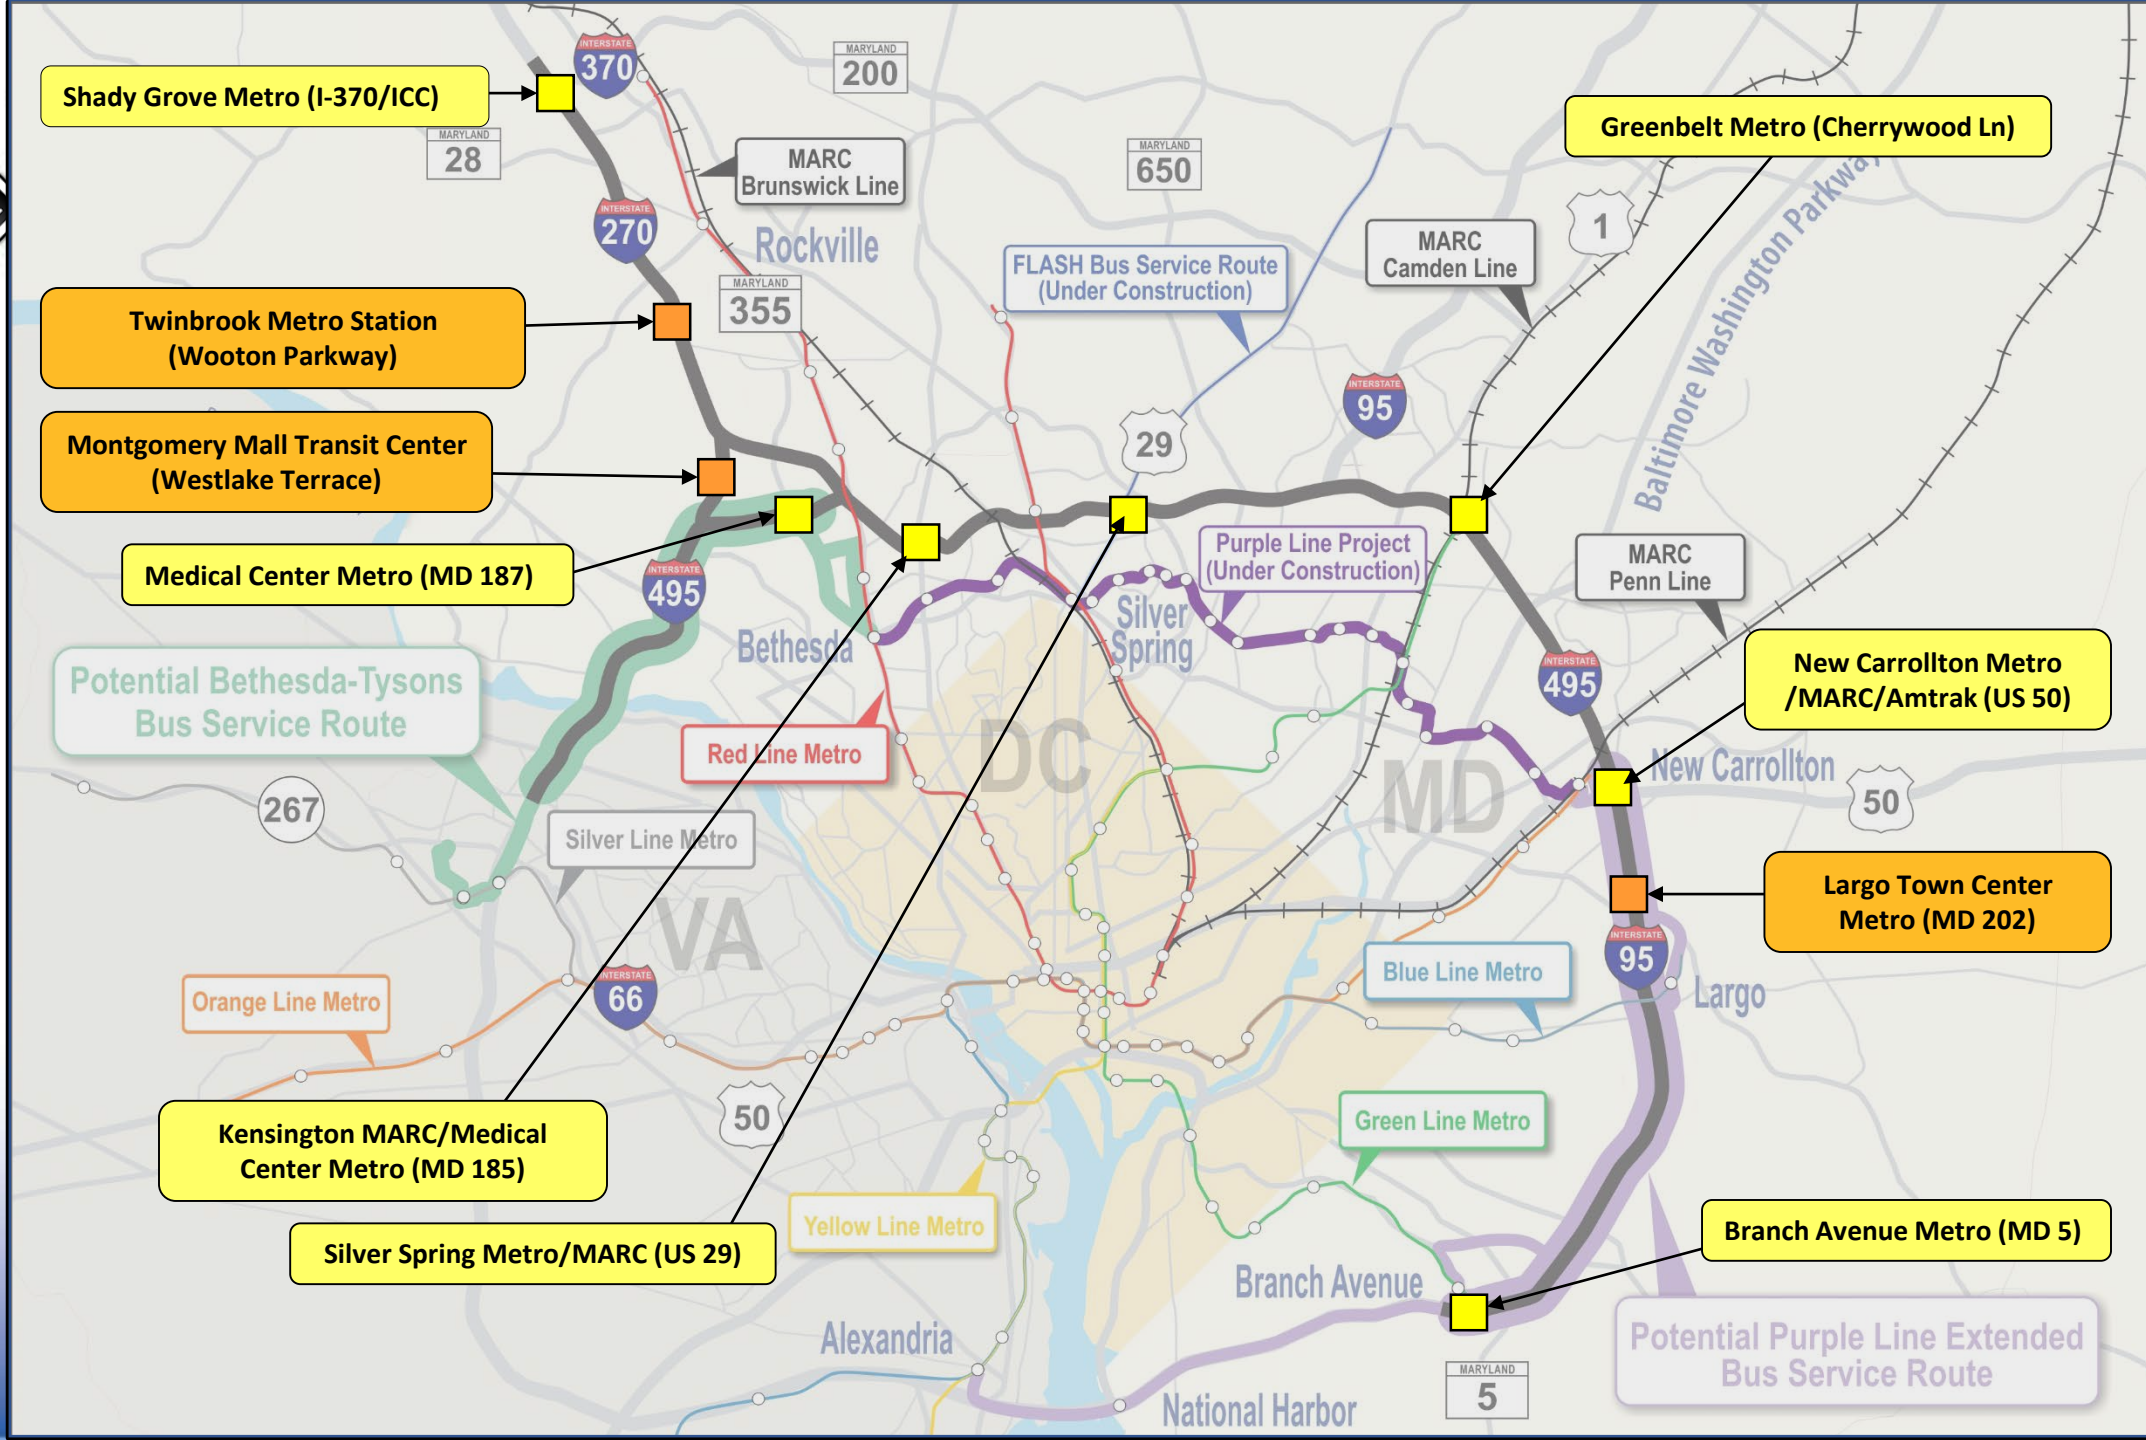 INTERSTATE
370
MARYLAND
200
Shady Grove Metro (I-370/ICC)
MARYLAND
28
MARC
Brunswick Line
MARYLAND
650
Greenbelt Metro (Cherrywood Ln)
INTERSTATE
270
Rockville
FLASH Bus Service Route
(Under Construction)
MARC
Camden Line
1
Baltimore Washington Parkway
MARYLAND
355
Twinbrook Metro Station
(Wooton Parkway)
INTERSTATE
95
29
Montgomery Mall Transit Center
(Westlake Terrace)
Medical Center Metro (MD 187)
INTERSTATE
495
Purple Line Project
(Under Construction)
MARC
Penn Line
Bethesda
Silver
Spring
Potential Bethesda-Tysons
Bus Service Route
INTERSTATE
495
New Carrollton Metro
/MARC/Amtrak (US 50)
Red Line Metro
DC
MD
New Carrollton
50
267
Silver Line Metro
Largo Town Center
Metro (MD 202)
VA
INTERSTATE
95
Orange Line Metro
INTERSTATE
66
Blue Line Metro
Largo
50
Kensington MARC/Medical
Center Metro (MD 185)
Green Line Metro
Yellow Line Metro
Silver Spring Metro/MARC (US 29)
Branch Avenue Metro (MD 5)
Branch Avenue
Alexandria
Potential Purple Line Extended
Bus Service Route
MARYLAND
5
National Harbor